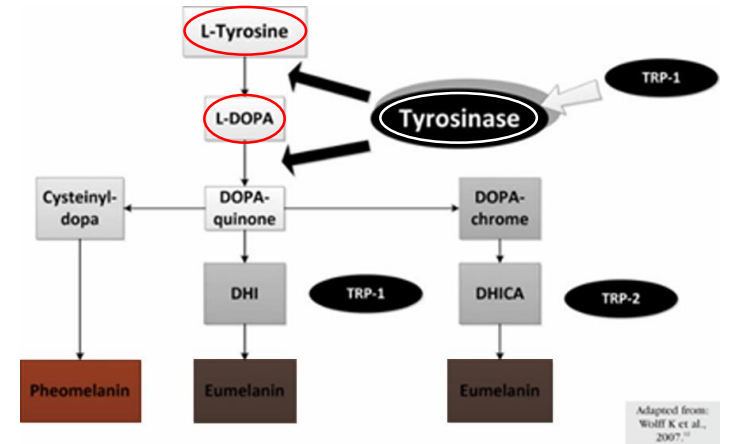 L-Tyrosine
TRP-1
L-DOPA
Tyrosinase
Cysteinyl-
dopa
DOPA-
quinone
DOPA-
chrome
DHI
TRP-1
DHICA
TRP-2
Pheomelanin
Eumelanin
Eumelanin
Adapted from:
Wolff K et al.,
2007.¹²